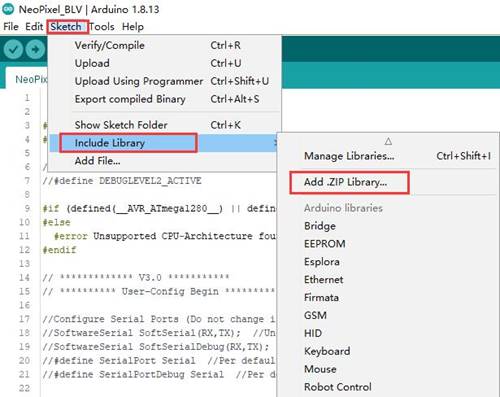 NeoPixel_BLV | Arduino 1.8.13
File Edit Sketch Tools Help
Verify/Compile Ctrl+R
Upload Ctrl+U
Upload Using Programmer Ctrl+Shift+U
Export compiled Binary Ctrl+Alt+S
Show Sketch Folder Ctrl+K
Include Library
Add File...
△
Manage Libraries... Ctrl+Shift+I
Add .ZIP Library...
Arduino libraries
Bridge
EEPROM
Esplora
Ethernet
Firmata
GSM
HID
Keyboard
Mouse
Robot Control
NeoPix
1
2
3 #
4 #
5
6
7 //#define DEBUGLEVEL2_ACTIVE
8
9 #if (defined(__AVR_ATmega1280__) || define
10 #else
11 #error Unsupported CPU-Architecture fou
12 #endif
13
14 // ************* V3.0 ***********
15 // ********** User-Config Begin **********
16
17 //Configure Serial Ports (Do not change i
18 //SoftwareSerial SoftSerial(RX,TX); //Un
19 //SoftwareSerial SoftSerialDebug(RX,TX);
20 //#define SerialPort Serial //Per defaul
21 //#define SerialPortDebug Serial //Per d
22